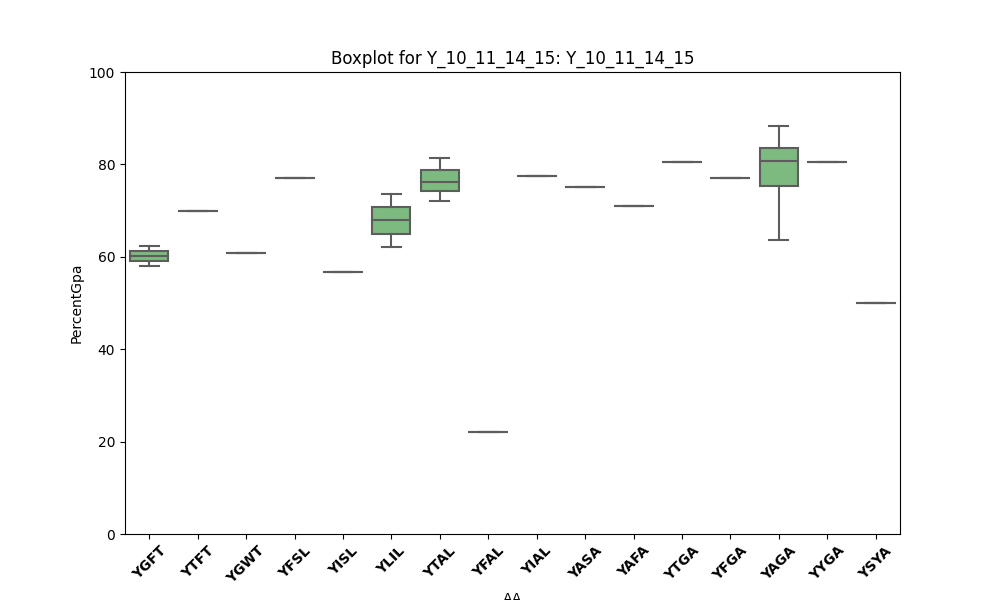 Boxplot for Y_10_11_14_15: Y_10_11_14_15
100
80
60
40
20
0
PercentGpa
YGFT YTFT YGWT YFSL YISL YLIL YTAL YFAL YIAL YASA YAFA YTGA YFGA YAGA YYGA YSYA
AA